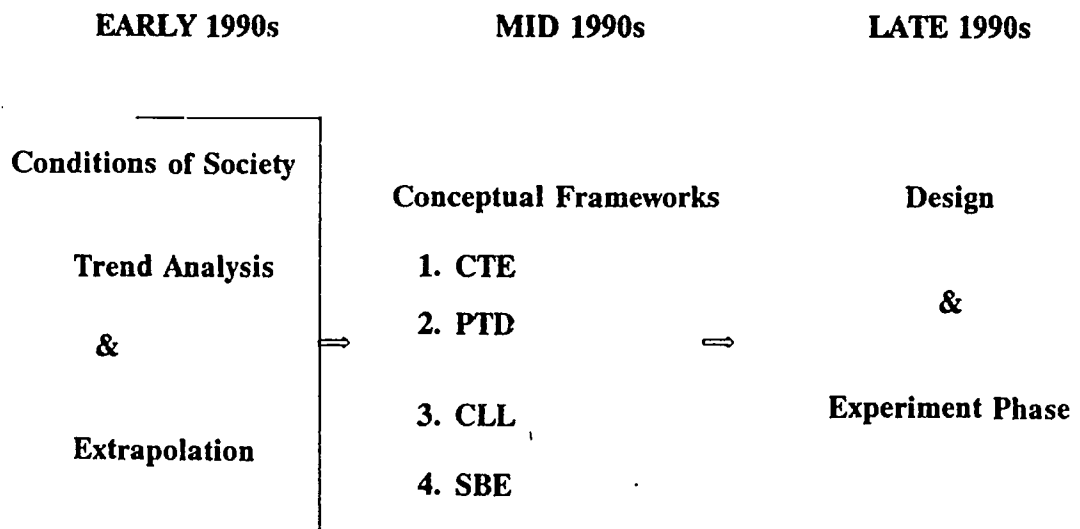 EARLY 1990s
MID 1990s
LATE 1990s
Conditions of Society
Trend Analysis
&
Extrapolation
⇒
Conceptual Frameworks
1. CTE
2. PTD
3. CLL
4. SBE
⇒
Design
&
Experiment Phase